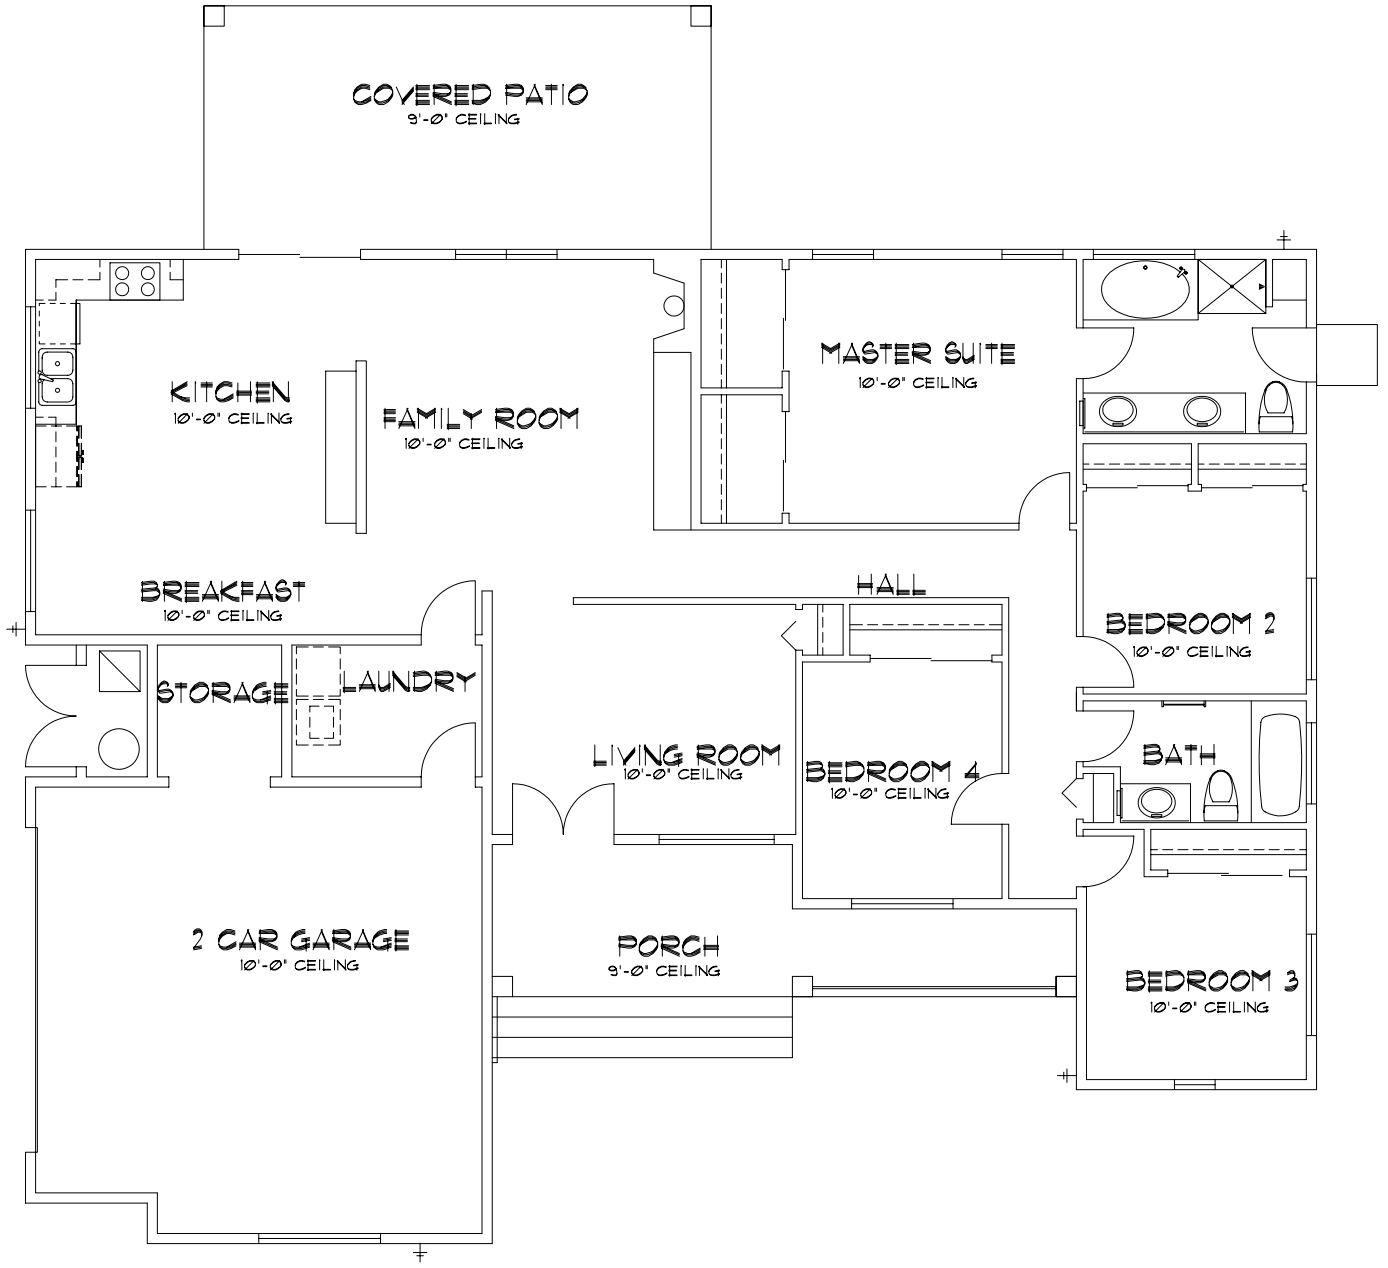 COVERED PATIO
9'-0" CEILING
MASTER SUITE
10'-0" CEILING
KITCHEN
10'-0" CEILING
FAMILY ROOM
10'-0" CEILING
BREAKFAST
10'-0" CEILING
HALL
BEDROOM 2
10'-0" CEILING
STORAGE
LAUNDRY
LIVING ROOM
10'-0" CEILING
BEDROOM 4
10'-0" CEILING
BATH
2 CAR GARAGE
10'-0" CEILING
PORCH
9'-0" CEILING
BEDROOM 3
10'-0" CEILING